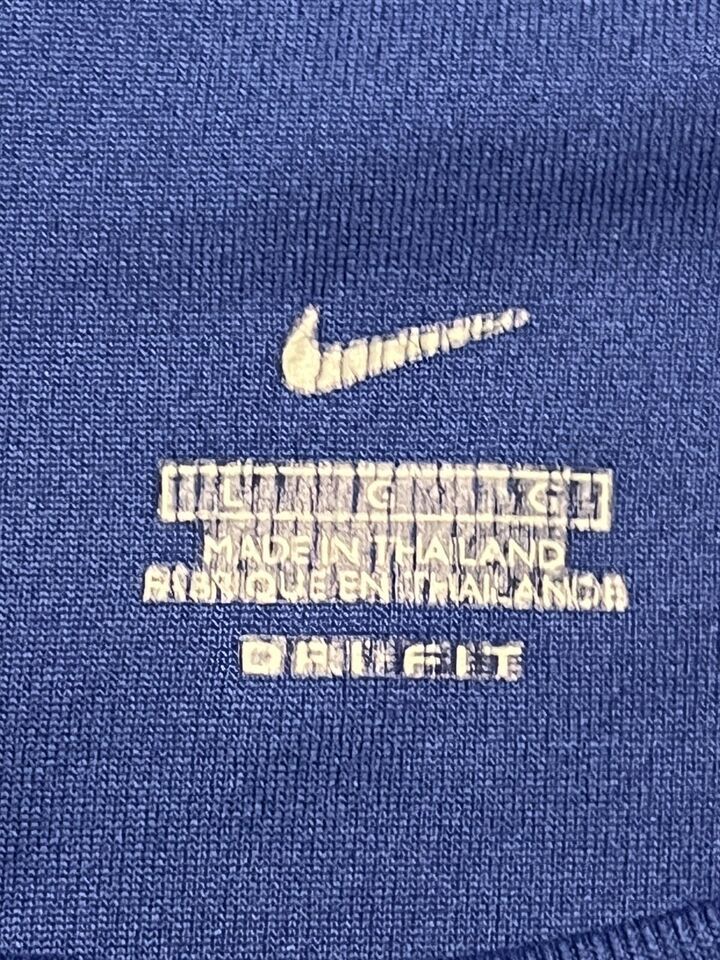 L G G
MADE IN THAILAND
FABRIQUE EN THAILANDE
DRI FIT